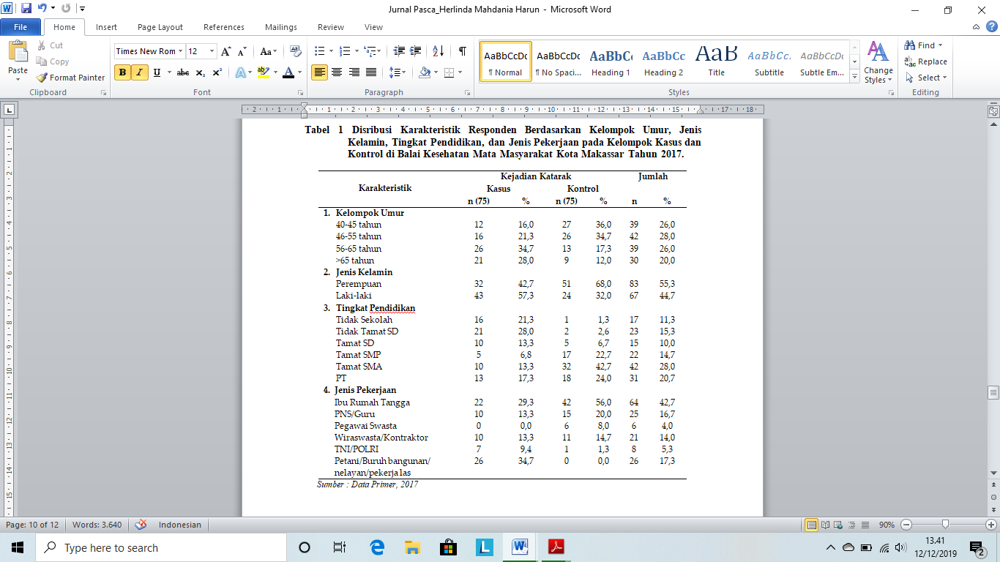 Jurnal Pasca_Herlinda Mahdania Harun - Microsoft Word
File Home Insert Page Layout References Mailings Review View
Paste
Cut
Copy
Format Painter
Clipboard
Times New Rom 12
Font
Paragraph
AaBbCcDc AaBbCcDc AaBbC AaBbCc AaB AaBbCc. AaBbCcDc
¶ Normal ¶ No Spaci... Heading 1 Heading 2 Title Subtitle Subtle Em...
Change Styles
Styles
Find
Replace
Select
Editing
Tabel 1 Disribusi Karakteristik Responden Berdasarkan Kelompok Umur, Jenis
Kelamin, Tingkat Pendidikan, dan Jenis Pekerjaan pada Kelompok Kasus dan
Kontrol di Balai Kesehatan Mata Masyarakat Kota Makassar Tahun 2017.
Kejadian Katarak Jumlah
Karakteristik Kasus Kontrol
n (75) % n (75) % n %
1. Kelompok Umur
40-45 tahun 12 16,0 27 36,0 39 26,0
46-55 tahun 16 21,3 26 34,7 42 28,0
56-65 tahun 26 34,7 13 17,3 39 26,0
>65 tahun 21 28,0 9 12,0 30 20,0
2. Jenis Kelamin
Perempuan 32 42,7 51 68,0 83 55,3
Laki-laki 43 57,3 24 32,0 67 44,7
3. Tingkat Pendidikan
Tidak Sekolah 16 21,3 1 1,3 17 11,3
Tidak Tamat SD 21 28,0 2 2,6 23 15,3
Tamat SD 10 13,3 5 6,7 15 10,0
Tamat SMP 5 6,8 17 22,7 22 14,7
Tamat SMA 10 13,3 32 42,7 42 28,0
PT 13 17,3 18 24,0 31 20,7
4. Jenis Pekerjaan
Ibu Rumah Tangga 22 29,3 42 56,0 64 42,7
PNS/Guru 10 13,3 15 20,0 25 16,7
Pegawai Swasta 0 0,0 6 8,0 6 4,0
Wiraswasta/Kontraktor 10 13,3 11 14,7 21 14,0
TNI/POLRI 7 9,4 1 1,3 8 5,3
Petani/Buruh bangunan/ 26 34,7 0 0,0 26 17,3
nelayan/pekerja las
Sumber : Data Primer, 2017
Page: 10 of 12 Words: 3.640 Indonesian 90%
Type here to search
13.41
12/12/2019
2